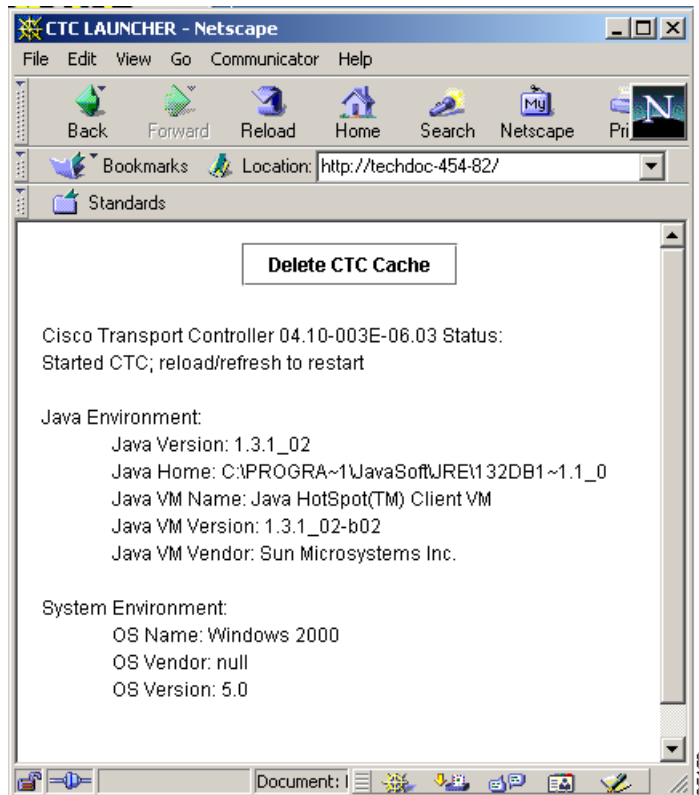 CTC LAUNCHER - Netscape
File Edit View Go Communicator Help
Back Forward Reload Home Search Netscape Pri
My
N
Bookmarks Location: http://techdoc-454-82/
Standards
Delete CTC Cache
Cisco Transport Controller 04.10-003E-06.03 Status:
Started CTC; reload/refresh to restart
Java Environment:
Java Version: 1.3.1_02
Java Home: C:\PROGRA~1\JavaSoft\JRE\132DB1~1.1_0
Java VM Name: Java HotSpot(TM) Client VM
Java VM Version: 1.3.1_02-b02
Java VM Vendor: Sun Microsystems Inc.
System Environment:
OS Name: Windows 2000
OS Vendor: null
OS Version: 5.0
Document: